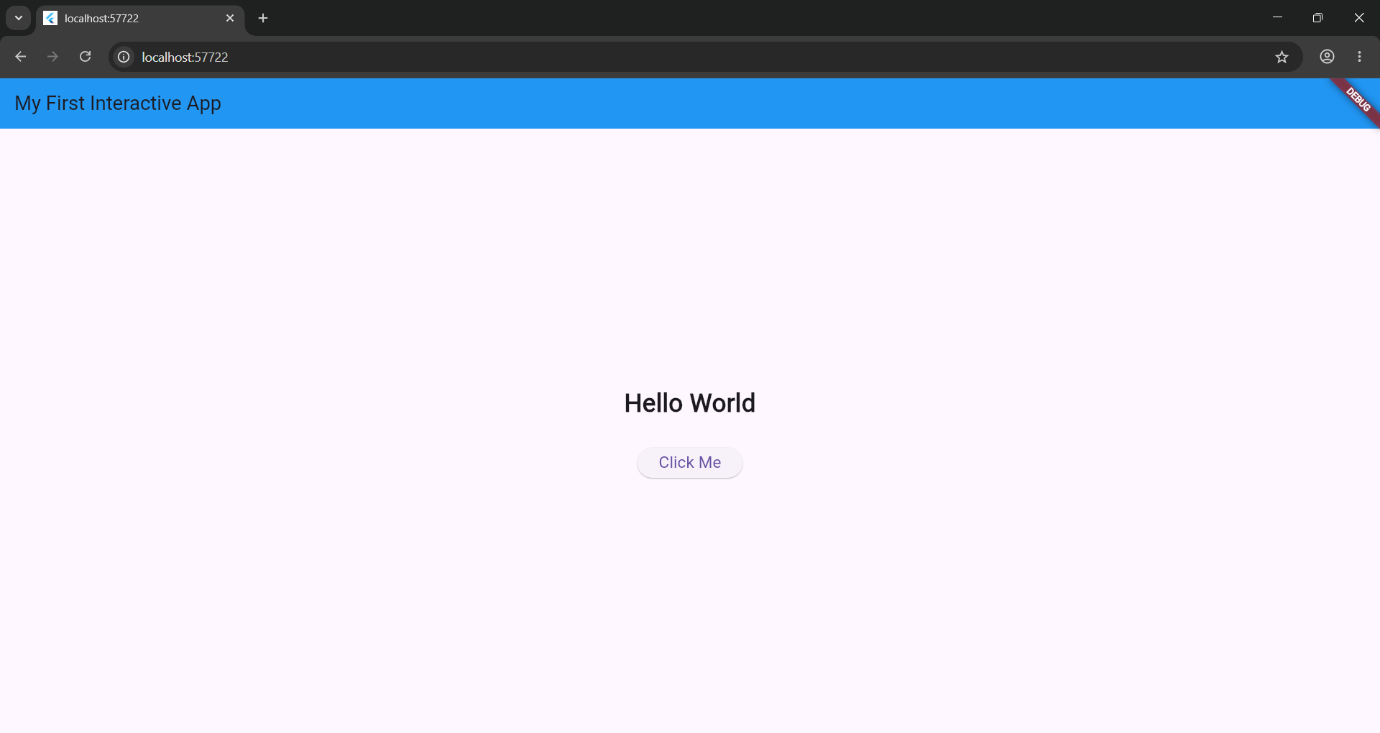 localhost:57722
localhost:57722
My First Interactive App
DEBUG
Hello World
Click Me